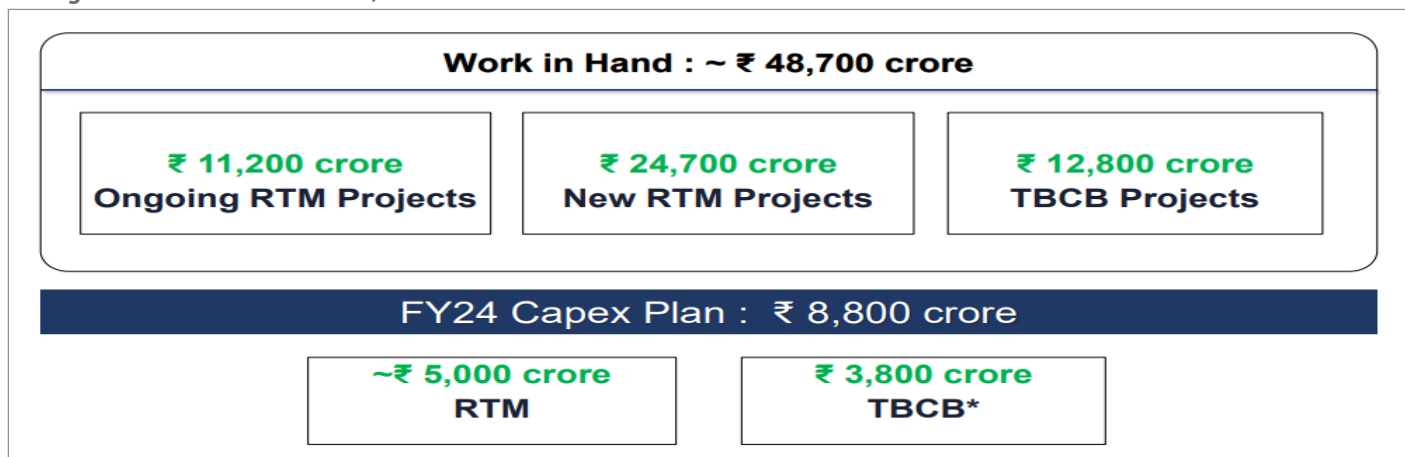 Work in Hand : ~ ₹ 48,700 crore
₹ 11,200 crore
Ongoing RTM Projects
₹ 24,700 crore
New RTM Projects
₹ 12,800 crore
TBCB Projects
FY24 Capex Plan : ₹ 8,800 crore
~₹ 5,000 crore
RTM
₹ 3,800 crore
TBCB*